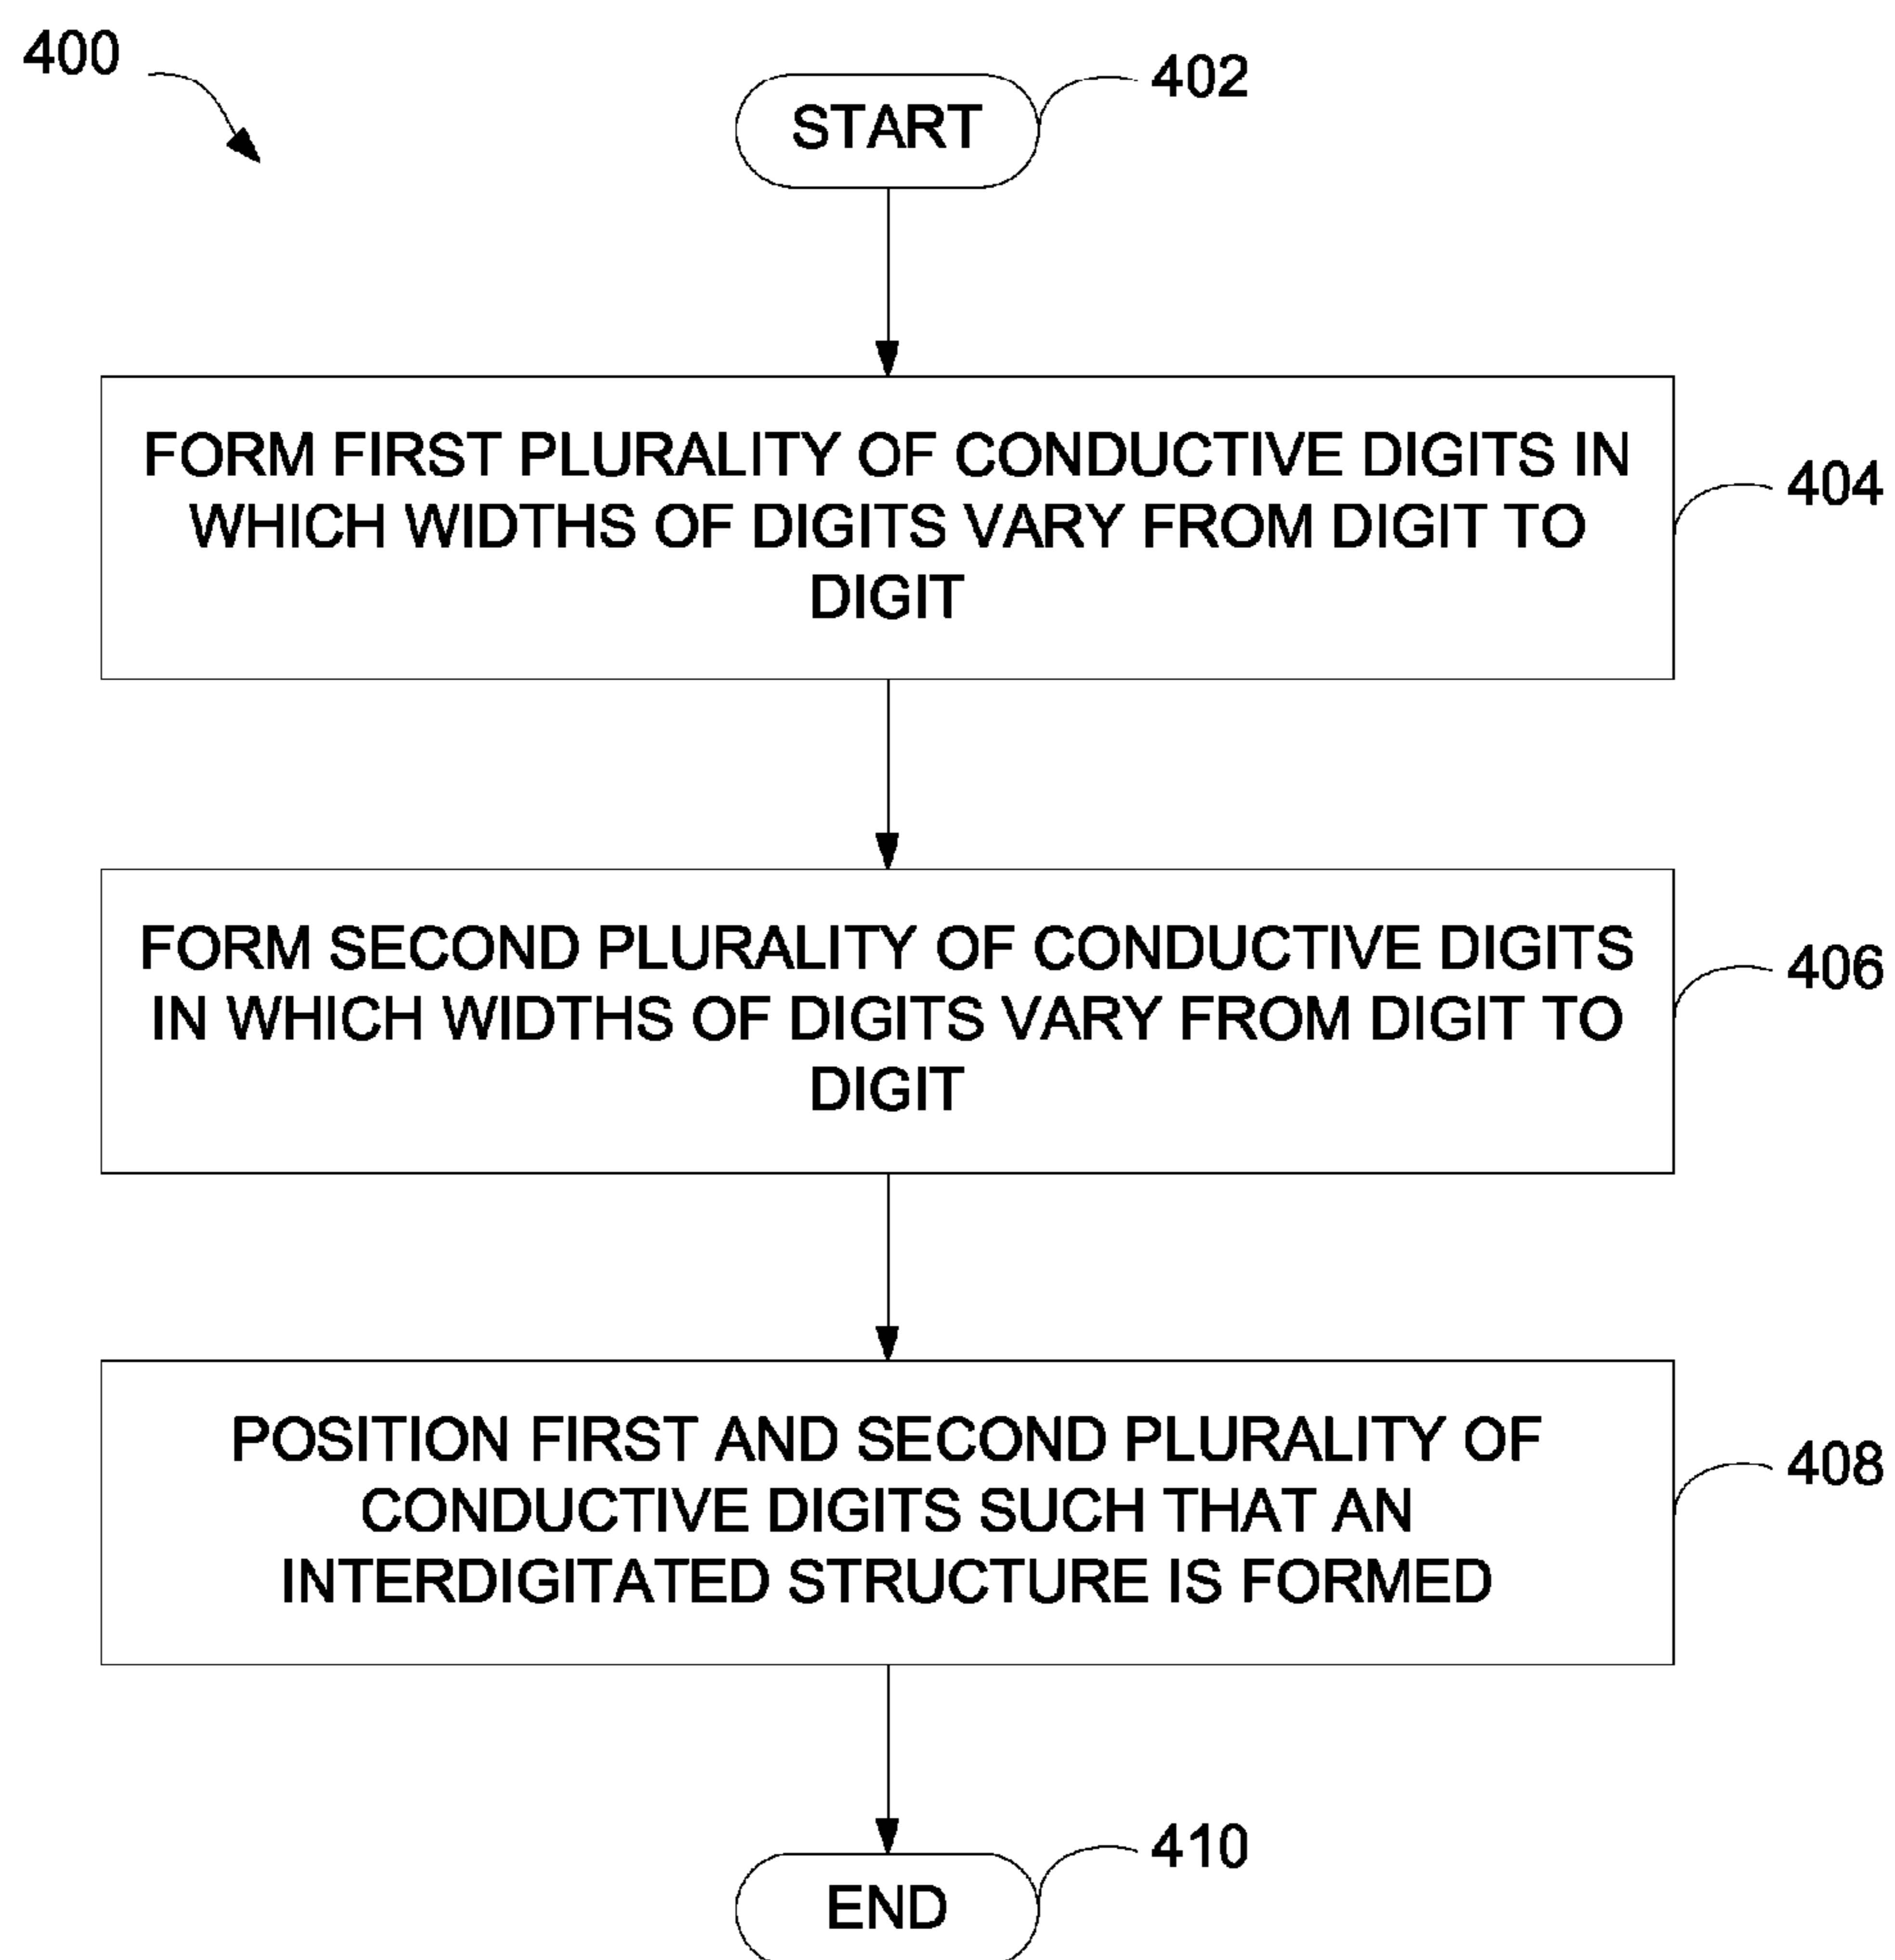 400
START
402
FORM FIRST PLURALITY OF CONDUCTIVE DIGITS IN
WHICH WIDTHS OF DIGITS VARY FROM DIGIT TO
DIGIT
404
FORM SECOND PLURALITY OF CONDUCTIVE DIGITS
IN WHICH WIDTHS OF DIGITS VARY FROM DIGIT TO
DIGIT
406
POSITION FIRST AND SECOND PLURALITY OF
CONDUCTIVE DIGITS SUCH THAT AN
INTERDIGITATED STRUCTURE IS FORMED
408
END
410